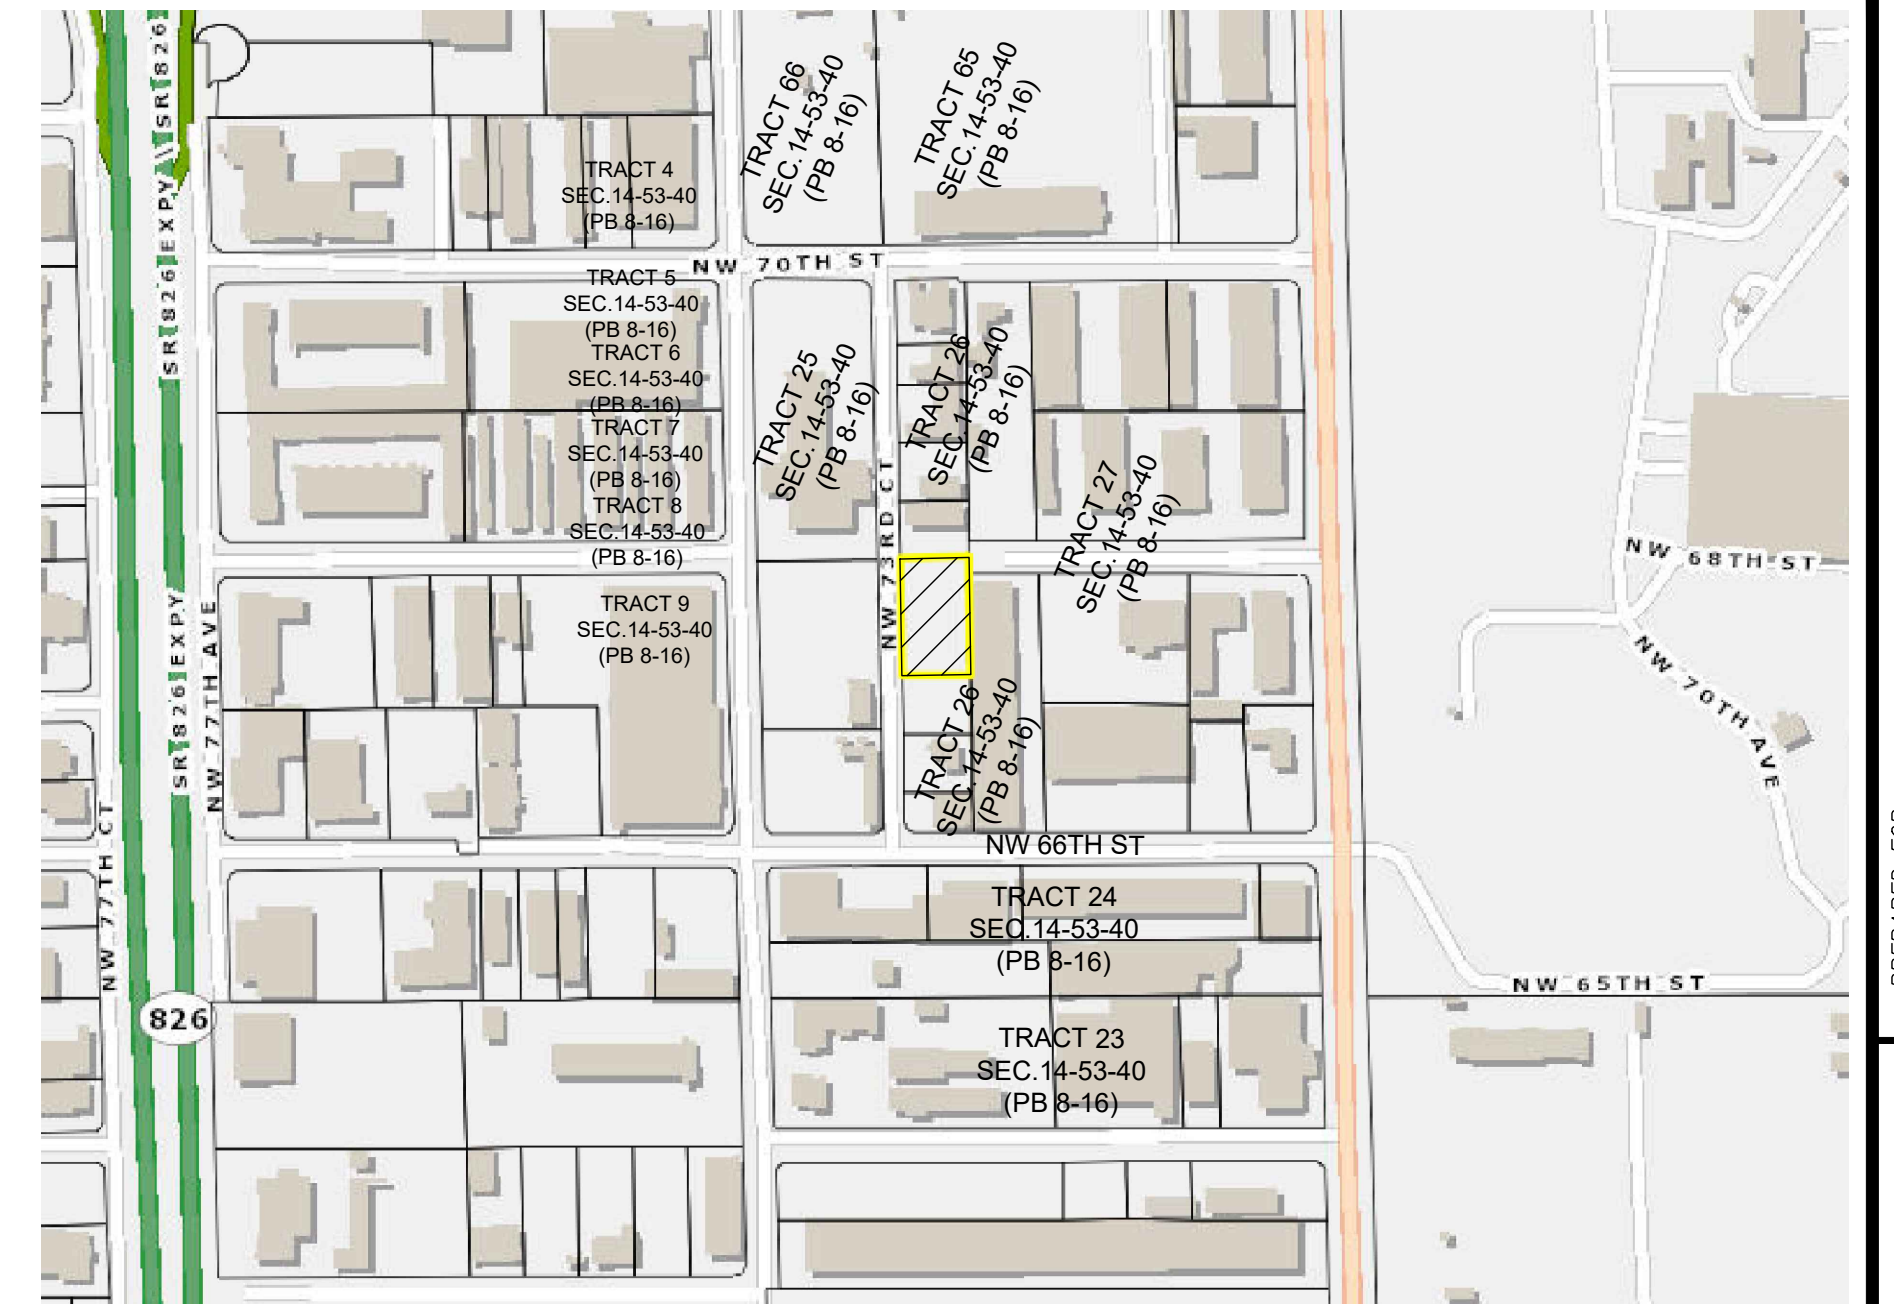 SR 826 EXPY \\ SR 826
TRACT 66
SEC.14-53-40
(PB 8-16)
TRACT 65
SEC.14-53-40
(PB 8-16)
TRACT 4
SEC.14-53-40
(PB 8-16)
NW 70TH ST
TRACT 5
SEC.14-53-40
(PB 8-16)
TRACT 6
SEC.14-53-40
(PB 8-16)
TRACT 7
SEC.14-53-40
(PB 8-16)
TRACT 8
SEC.14-53-40
(PB 8-16)
TRACT 25
SEC.14-53-40
(PB 8-16)
TRACT 26
SEC.14-53-40
(PB 8-16)
TRACT 27
SEC.14-53-40
(PB 8-16)
NW 73RD CT
NW 68TH ST
SR 826 EXPY
NW 77TH AVE
TRACT 9
SEC.14-53-40
(PB 8-16)
TRACT 26
SEC.14-53-40
(PB 8-16)
NW 70TH AVE
NW 77TH CT
NW 66TH ST
TRACT 24
SEC.14-53-40
(PB 8-16)
NW 65TH ST
826
TRACT 23
SEC.14-53-40
(PB 8-16)